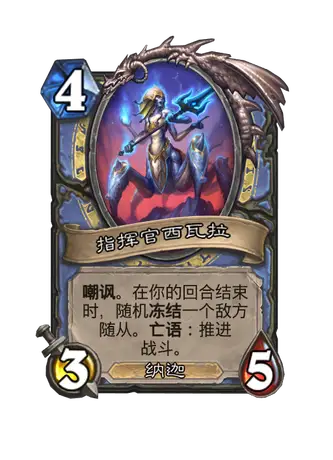 4
指挥官西瓦拉
嘲讽。在你的回合结束
时，随机冻结一个敌方
随从。亡语：推进
战斗。
3
纳迦
5